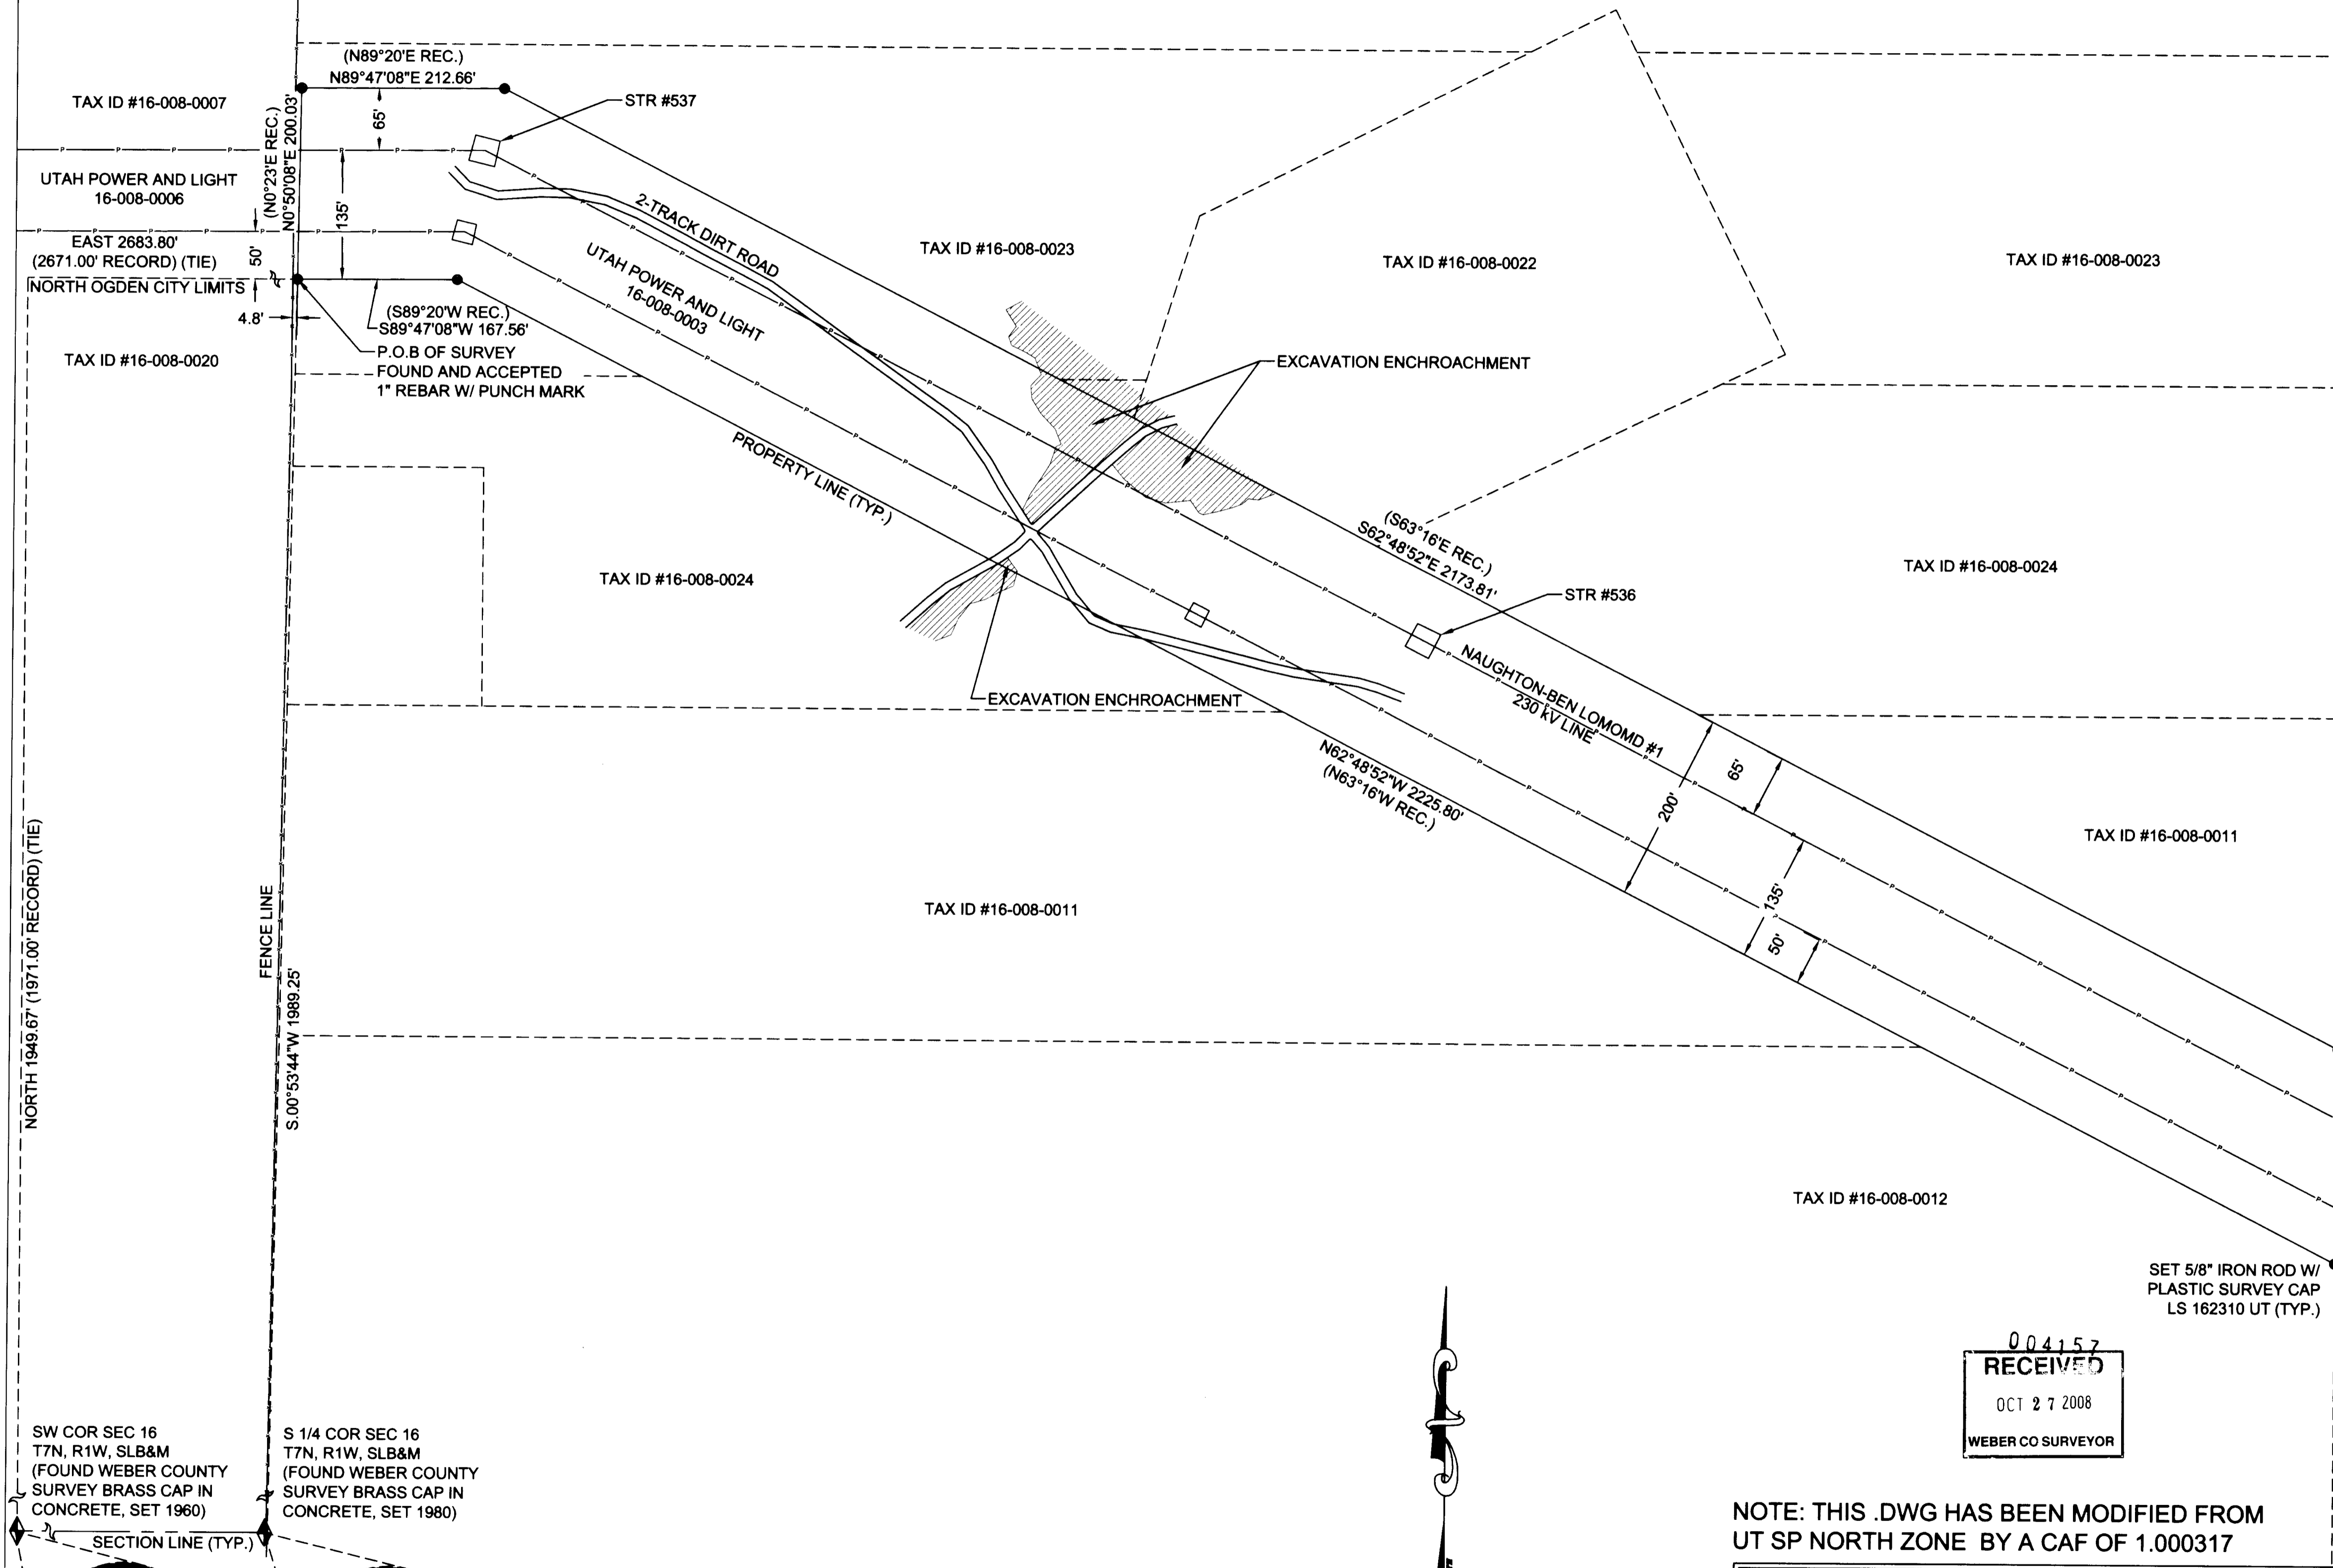 (N89°20'E REC.)
N89°47'08"E 212.66'
TAX ID #16-008-0007
65'
STR #537
(N0°23'E REC.)
N0°50'08"E 200.03'
UTAH POWER AND LIGHT
16-008-0006
135'
EAST 2683.80'
(2671.00' RECORD) (TIE)
50'
NORTH OGDEN CITY LIMITS
4.8'
(S89°20'W REC.)
S89°47'08"W 167.56'
P.O.B OF SURVEY
FOUND AND ACCEPTED
1" REBAR W/ PUNCH MARK
TAX ID #16-008-0020
2-TRACK DIRT ROAD
UTAH POWER AND LIGHT
16-008-0003
TAX ID #16-008-0023
TAX ID #16-008-0022
TAX ID #16-008-0023
EXCAVATION ENCHROACHMENT
PROPERTY LINE (TYP.)
(S63°16'E REC.)
S62°48'52"E 2173.81'
TAX ID #16-008-0024
TAX ID #16-008-0024
STR #536
EXCAVATION ENCHROACHMENT
NAUGHTON-BEN LOMOMD #1
230 kV LINE
N62°48'52"W 2225.80'
(N63°16'W REC.)
65'
200'
135'
50'
TAX ID #16-008-0011
TAX ID #16-008-0011
NORTH 1949.67' (1971.00' RECORD) (TIE)
FENCE LINE
S.00°53'44"W 1989.25'
TAX ID #16-008-0012
SET 5/8" IRON ROD W/
PLASTIC SURVEY CAP
LS 162310 UT (TYP.)
004157
RECEIVED
OCT 27 2008
WEBER CO SURVEYOR
SW COR SEC 16
T7N, R1W, SLB&M
(FOUND WEBER COUNTY
SURVEY BRASS CAP IN
CONCRETE, SET 1960)
S 1/4 COR SEC 16
T7N, R1W, SLB&M
(FOUND WEBER COUNTY
SURVEY BRASS CAP IN
CONCRETE, SET 1980)
SECTION LINE (TYP.)
NOTE: THIS .DWG HAS BEEN MODIFIED FROM
UT SP NORTH ZONE BY A CAF OF 1.000317